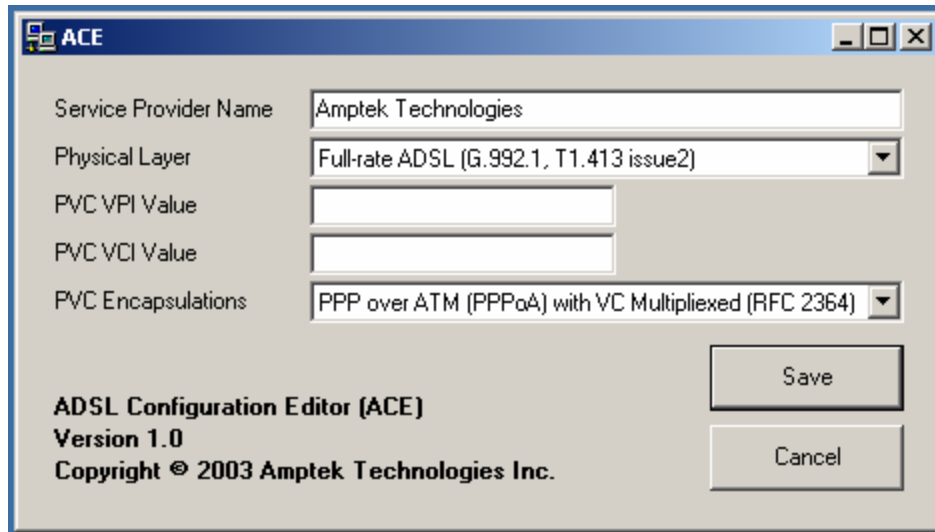 ACE
Service Provider Name Amptek Technologies
Physical Layer Full-rate ADSL (G.992.1, T1.413 issue2)
PVC VPI Value
PVC VCI Value
PVC Encapsulations PPP over ATM (PPPoA) with VC Multipliexed (RFC 2364)
Save
ADSL Configuration Editor (ACE)
Version 1.0
Copyright © 2003 Amptek Technologies Inc.
Cancel